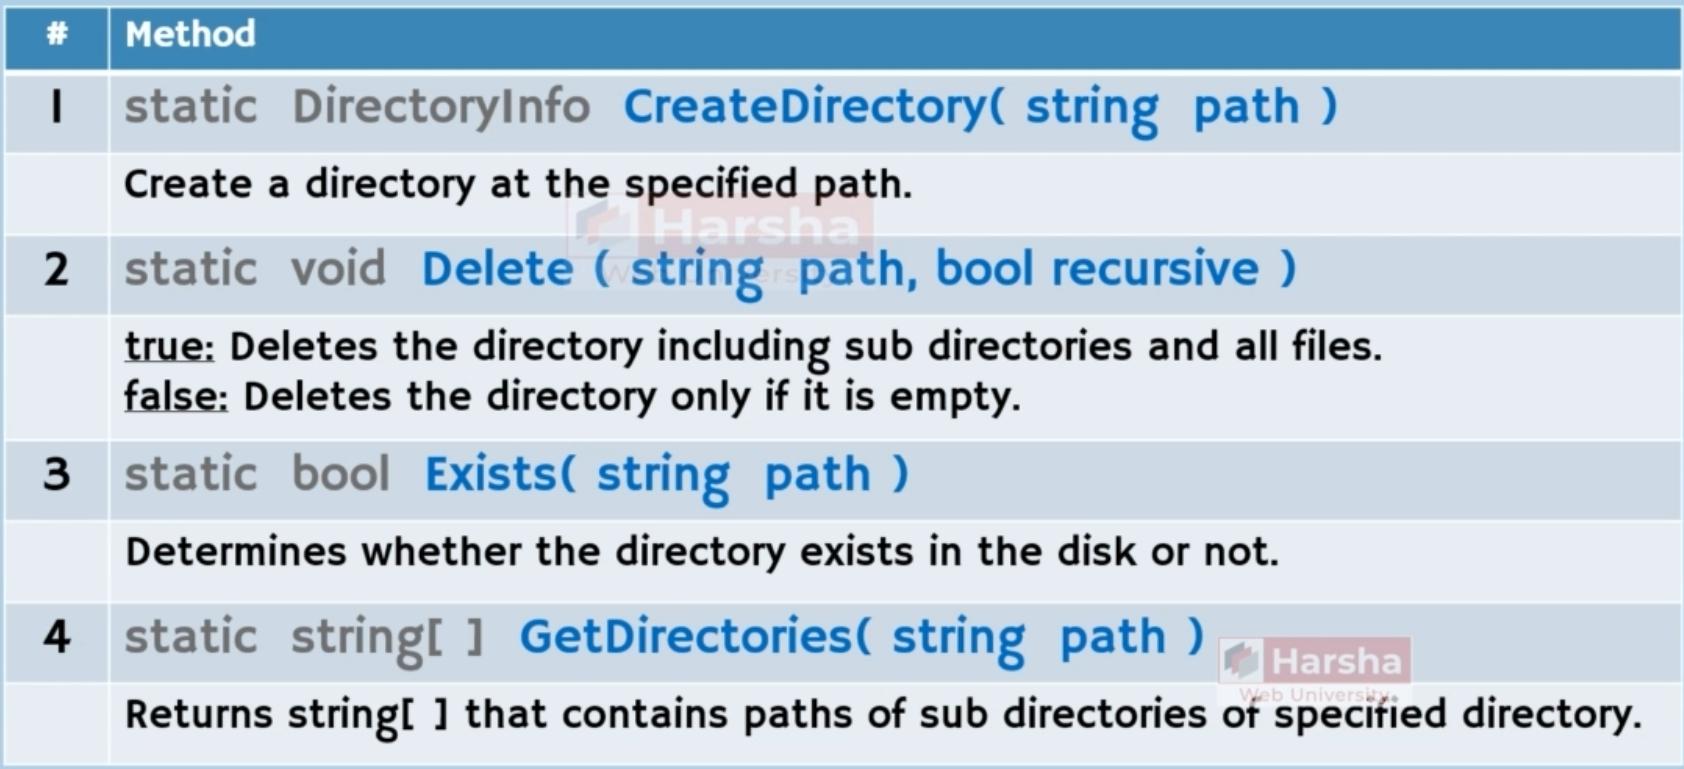 # Method
1 static DirectoryInfo CreateDirectory( string path )
Create a directory at the specified path.
Harsha
Web University
2 static void Delete ( string path, bool recursive )
true: Deletes the directory including sub directories and all files.
false: Deletes the directory only if it is empty.
3 static bool Exists( string path )
Determines whether the directory exists in the disk or not.
4 static string[ ] GetDirectories( string path )
Harsha
Web University
Returns string[ ] that contains paths of sub directories of specified directory.